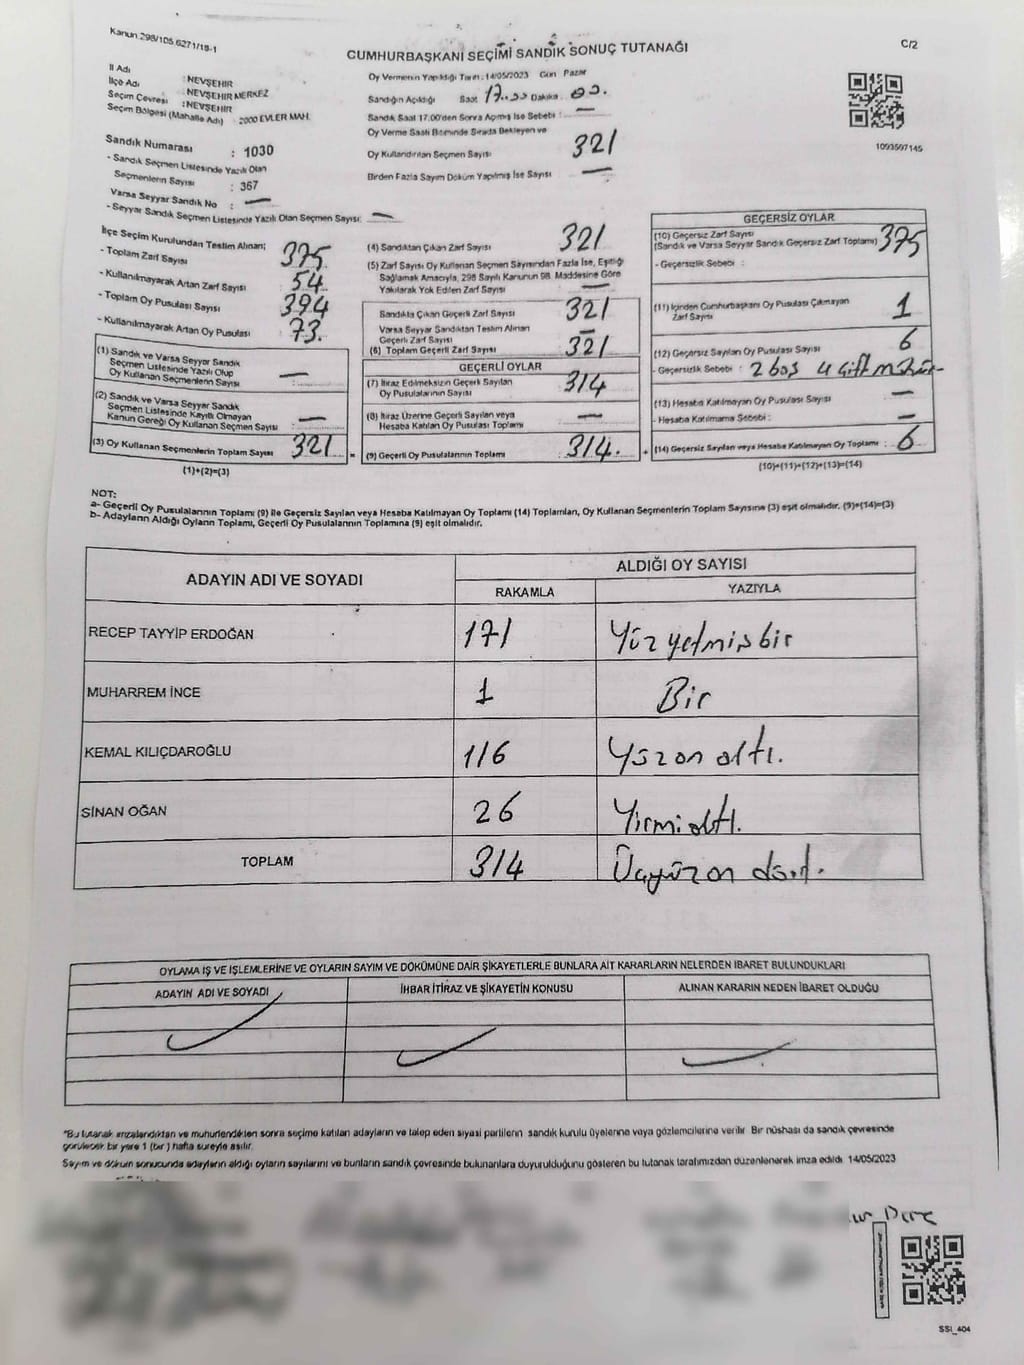 Kanun 298/105.6271/18-1
CUMHURBAŞKANI SEÇİMİ SANDIK SONUÇ TUTANAĞI
C/2
İl Adı : NEVŞEHİR
İlçe Adı : NEVŞEHİR MERKEZ
Seçim Çevresi : NEVŞEHİR
Seçim Bölgesi (Mahalle Adı) : 2000 EVLER MAH.
Sandık Numarası : 1030
- Sandık Seçmen Listesinde Yazılı Olan
Seçmenlerin Sayısı : 367
Varsa Seyyar Sandık No : —
- Seyyar Sandık Seçmen Listesinde Yazılı Olan Seçmen Sayısı: —
Oy Vermenin Yapıldığı Tarih : 14/05/2023 Gün Pazar
Sandığın Açıldığı Saat 17.00 Dakika 00.
Sandık Saat 17.00'den Sonra Açılmış İse Sebebi : —
Oy Verme Saati Bitiminde Sırada Bekleyen ve
Oy Kullandırılan Seçmen Sayısı 321
Birden Fazla Sayım Döküm Yapılmış İse Sayısı —
1093507145
İlçe Seçim Kurulundan Teslim Alınan;
- Toplam Zarf Sayısı 375
- Kullanılmayarak Artan Zarf Sayısı 54
- Toplam Oy Pusulası Sayısı 394
- Kullanılmayarak Artan Oy Pusulası 73.
(1) Sandık ve Varsa Seyyar Sandık
Seçmen Listesinde Yazılı Olup
Oy Kullanan Seçmenlerin Sayısı —
(2) Sandık ve Varsa Seyyar Sandık
Seçmen Listesinde Kayıtlı Olmayan
Kanun Gereği Oy Kullanan Seçmen Sayısı : —
(3) Oy Kullanan Seçmenlerin Toplam Sayısı 321 =
(1)+(2)=(3)
(4) Sandıktan Çıkan Zarf Sayısı 321
(5) Zarf Sayısı Oy Kullanan Seçmen Sayısından Fazla İse, Eşitliği
Sağlamak Amacıyla, 298 Sayılı Kanunun 98. Maddesine Göre
Yakılarak Yok Edilen Zarf Sayısı —
Sandıkta Çıkan Geçerli Zarf Sayısı 321
Varsa Seyyar Sandıktan Teslim Alınan
Geçerli Zarf Sayısı —
(6) Toplam Geçerli Zarf Sayısı 321
GEÇERLİ OYLAR
(7) İtiraz Edilmeksizin Geçerli Sayılan
Oy Pusulası Sayısı 314
(8) İtiraz Üzerine Geçerli Sayılan veya
Hesaba Katılan Oy Pusulası Toplamı —
(9) Geçerli Oy Pusulalarının Toplamı 314. +
GEÇERSİZ OYLAR
(10) Geçersiz Zarf Sayısı
(Sandık ve Varsa Seyyar Sandık Geçersiz Zarf Toplamı) 375
- Geçersizlik Sebebi :
(11) İçinden Cumhurbaşkanı Oy Pusulası Çıkmayan
Zarf Sayısı 1
(12) Geçersiz Sayılan Oy Pusulası Sayısı 6
- Geçersizlik Sebebi : 2 boş 4 çift mühür
(13) Hesaba Katılmayan Oy Pusulası Sayısı —
- Hesaba Katılmama Sebebi : —
(14) Geçersiz Sayılan veya Hesaba Katılmayan Oy Toplamı : 6
(10)+(11)+(12)+(13)=(14)
NOT:
a- Geçerli Oy Pusulalarının Toplamı (9) ile Geçersiz Sayılan veya Hesaba Katılmayan Oy Toplamı (14) Toplamları, Oy Kullanan Seçmenlerin Toplam Sayısına (3) eşit olmalıdır. (9)+(14)=(3)
b- Adayların Aldığı Oyların Toplamı, Geçerli Oy Pusulalarının Toplamına (9) eşit olmalıdır.
ADAYIN ADI VE SOYADI
ALDIĞI OY SAYISI
RAKAMLA YAZIYLA
RECEP TAYYİP ERDOĞAN 171 Yüz yetmiş bir
MUHARREM İNCE 1 Bir
KEMAL KILIÇDAROĞLU 116 Yüz on altı.
SİNAN OĞAN 26 Yirmi altı.
TOPLAM 314 Üçyüz on dört.
OYLAMA İŞ VE İŞLEMLERİNE VE OYLARIN SAYIM VE DÖKÜMÜNE DAİR ŞİKAYETLERLE BUNLARA AİT KARARLARIN NELERDEN İBARET BULUNDUKLARI
ADAYIN ADI VE SOYADI İHBAR İTİRAZ VE ŞİKAYETİN KONUSU ALINAN KARARIN NEDEN İBARET OLDUĞU
*Bu tutanak imzalandıktan ve mühürlendikten sonra seçime katılan adayların ve talep eden siyasi partilerin sandık kurulu üyelerine veya gözlemcilerine verilir. Bir nüshası da sandık çevresinde
görülecek bir yere 1 (bir) hafta süreyle asılır.
Sayım ve döküm sonucunda adayların aldığı oyların sayılarını ve bunların sandık çevresinde bulunanlara duyurulduğunu gösteren bu tutanak tarafımızdan düzenlenerek imza edildi. 14/05/2023
SSI_404